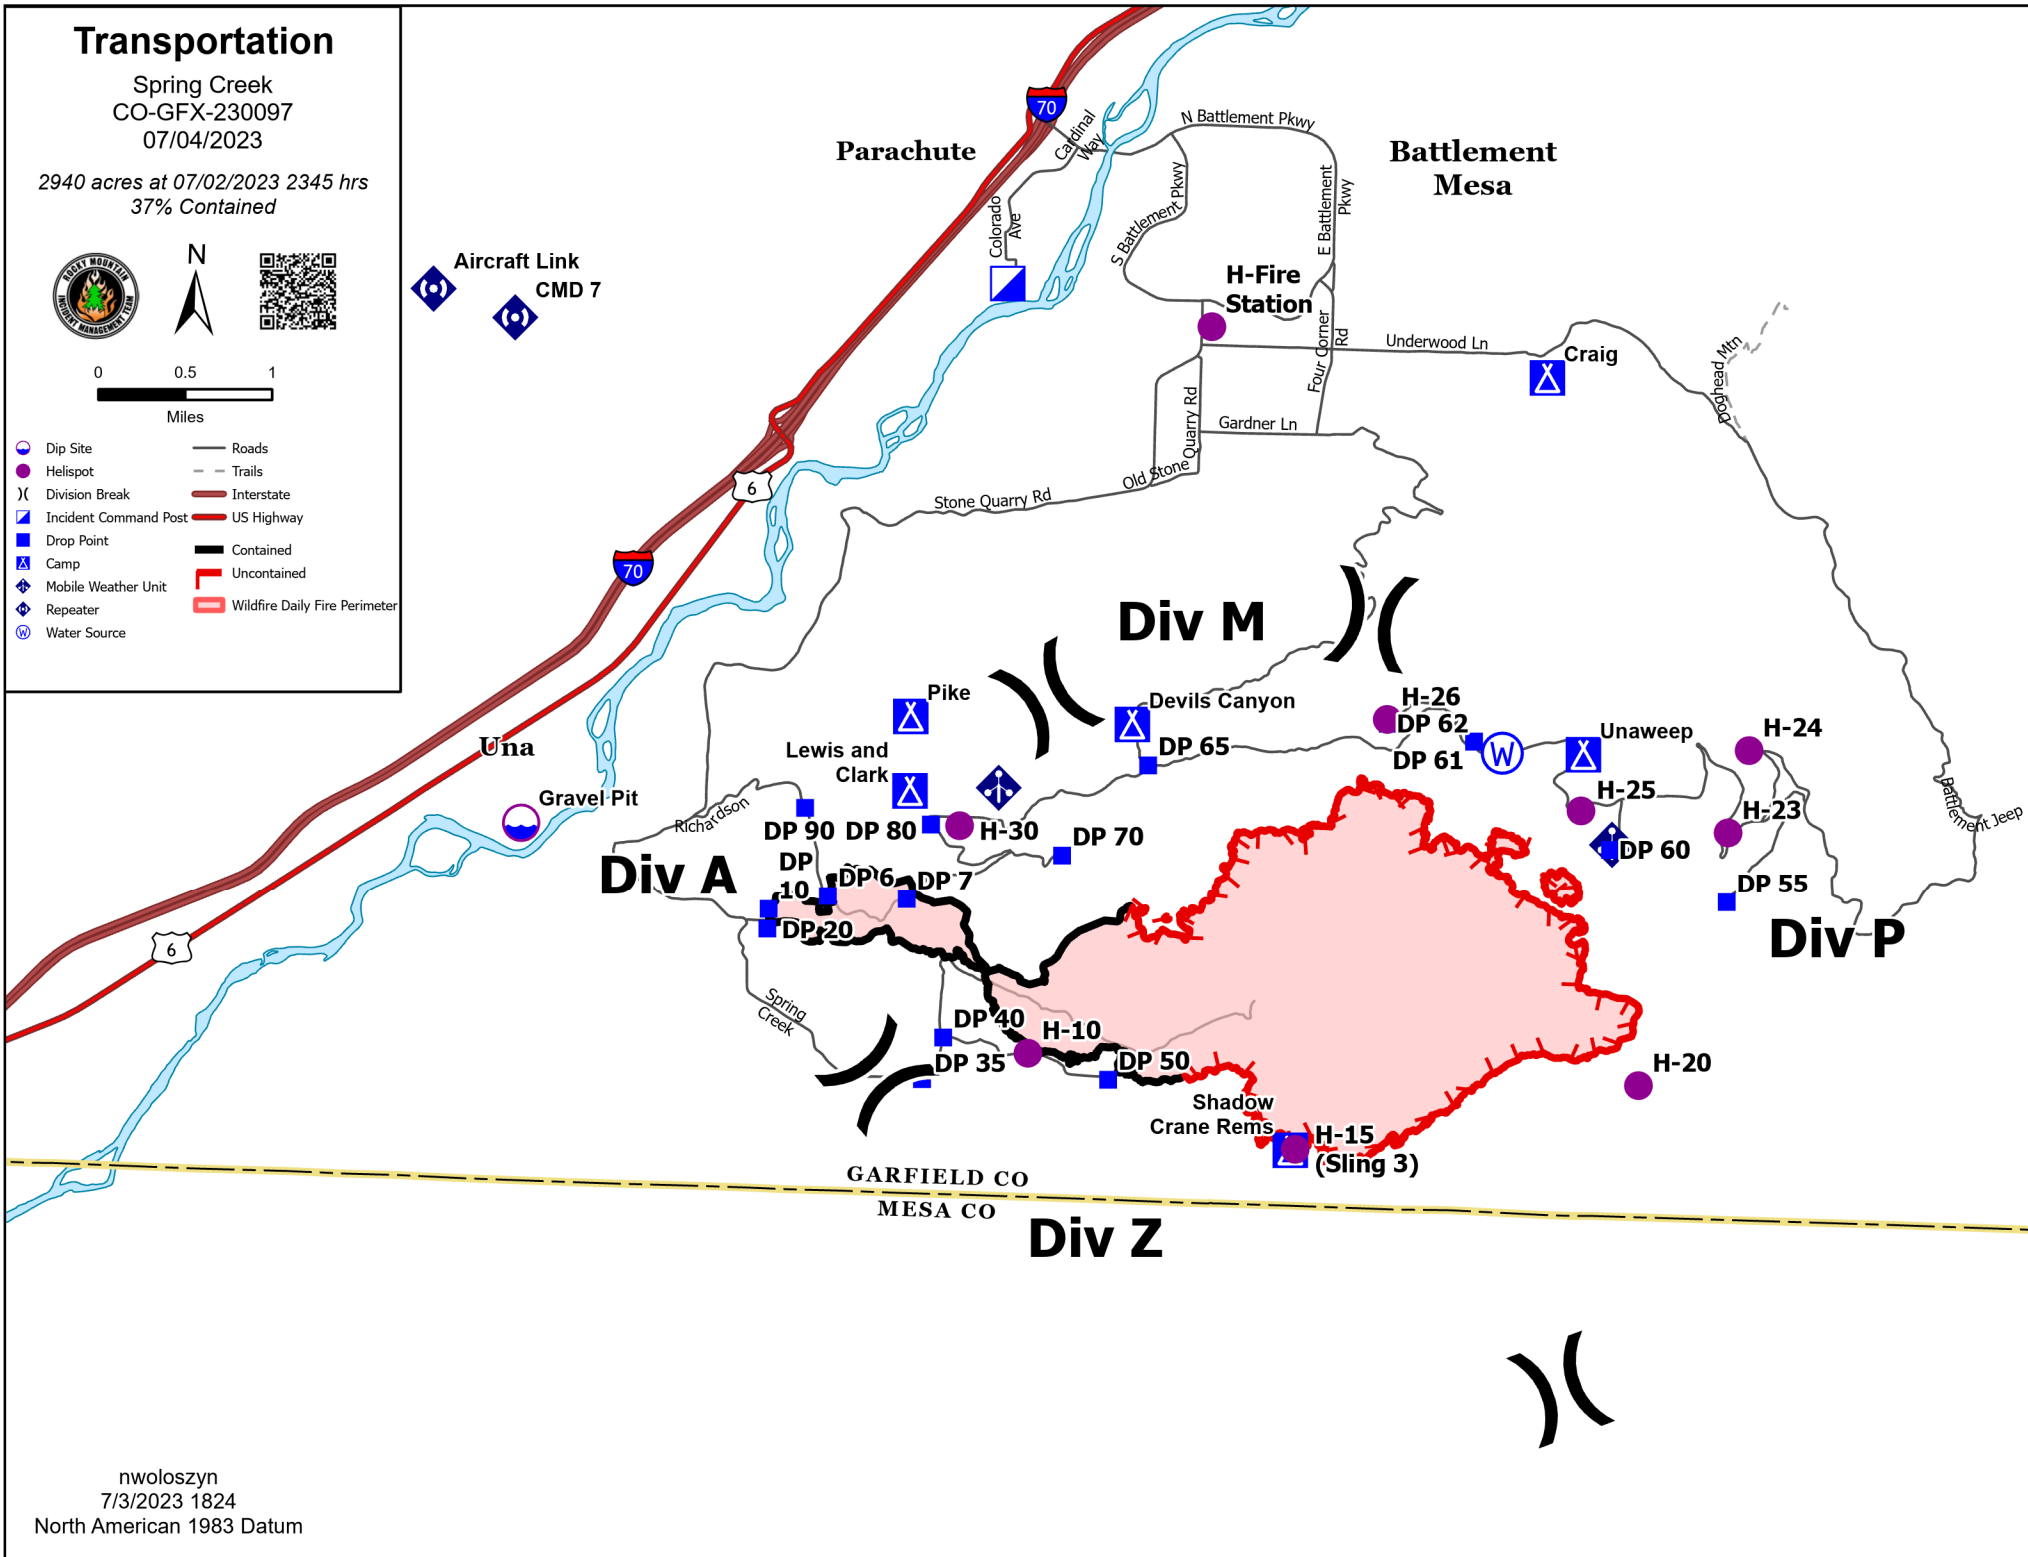 Transportation
Spring Creek
CO-GFX-230097
07/04/2023
2940 acres at 07/02/2023 2345 hrs
37% Contained
ROCKY MOUNTAIN
INCIDENT MANAGEMENT TEAM
N
0 0.5 1
Miles
Dip Site
Helispot
Division Break
Incident Command Post
Drop Point
Camp
Mobile Weather Unit
Repeater
W
Water Source
Roads
Trails
Interstate
US Highway
Contained
Uncontained
Wildfire Daily Fire Perimeter
Aircraft Link
CMD 7
Parachute
70
Cardinal
Way
Colorado
Ave
N Battlement Pkwy
S Battlement Pkwy
E Battlement
Pkwy
Battlement
Mesa
H-Fire
Station
Four Corner
Rd
Underwood Ln
Craig
Doghead Mtn
Quarry Rd
Gardner Ln
Old Stone
Stone Quarry Rd
6
70
Div M
Pike
Devils Canyon
H-26
DP 62
DP 61
W
Unaweep
H-24
Una
Lewis and
Clark
DP 65
Gravel Pit
Richardson
DP 90
DP 80
H-30
DP 70
H-25
H-23
DP 60
Battlement Jeep
Div A
DP
10
DP 6
DP 7
DP 20
DP 55
Div P
6
Spring
Creek
DP 40
H-10
DP 35
DP 50
H-20
Shadow
Crane Rems
H-15
(Sling 3)
GARFIELD CO
MESA CO
Div Z
nwoloszyn
7/3/2023 1824
North American 1983 Datum